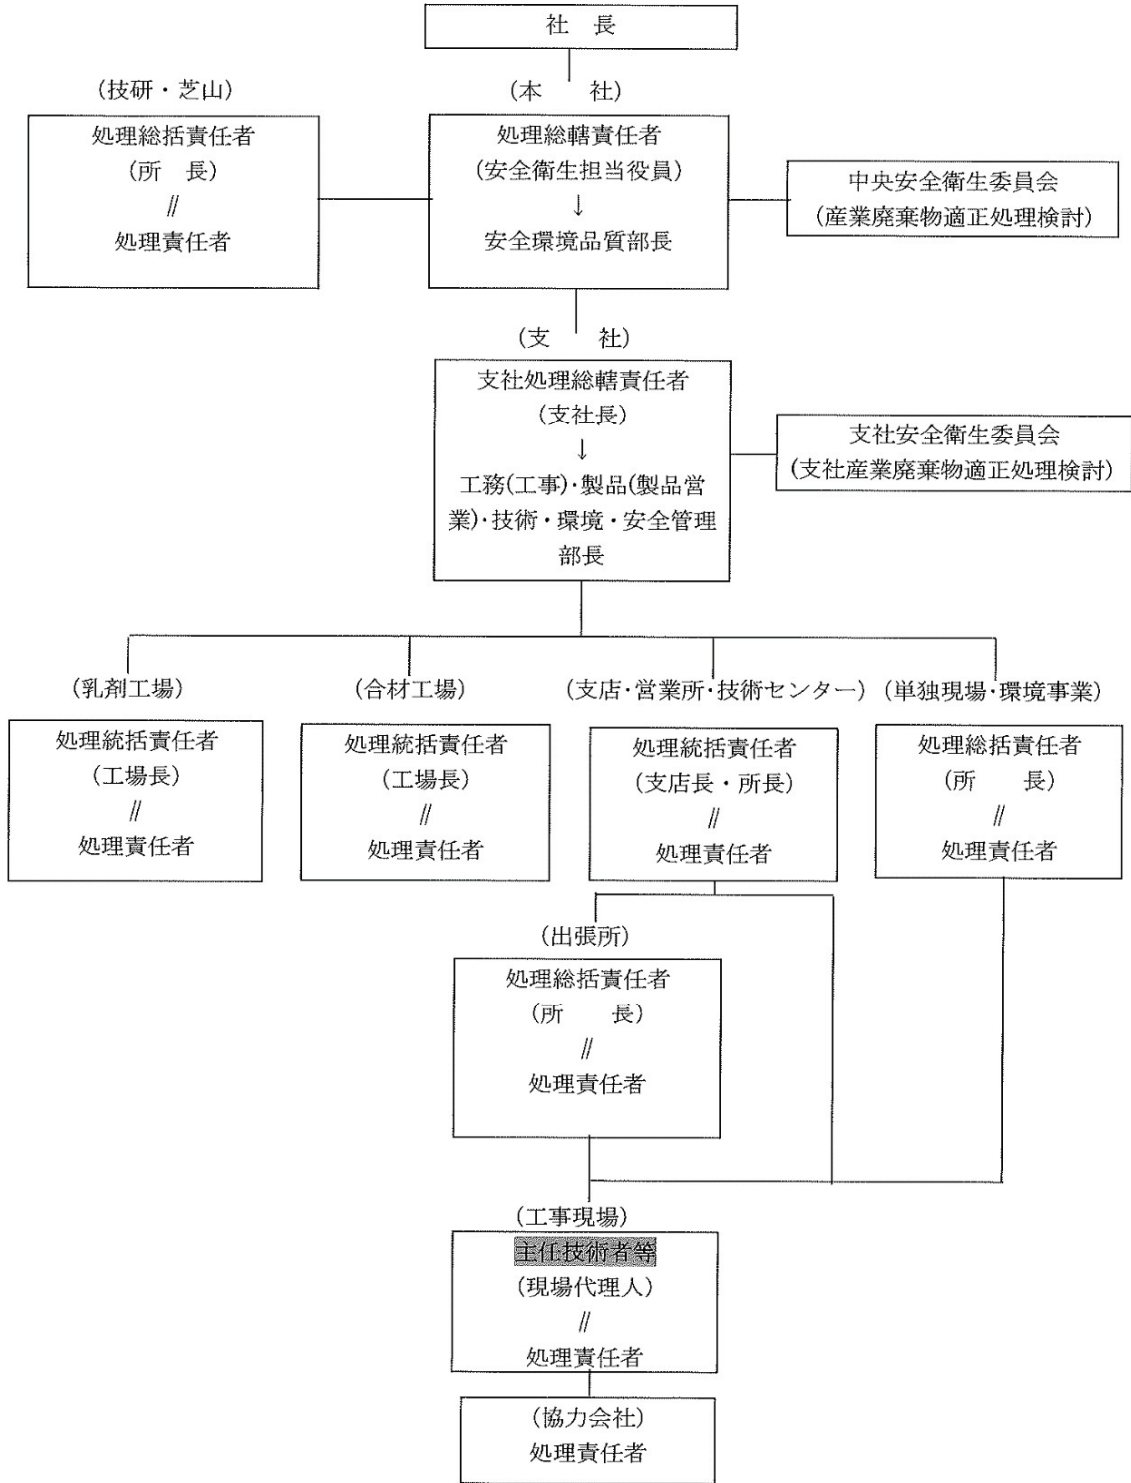 社　長
(技研・芝山)
処理総括責任者
(所　長)
〃
処理責任者
(本　　社)
処理総轄責任者
(安全衛生担当役員)
↓
安全環境品質部長
中央安全衛生委員会
(産業廃棄物適正処理検討)
(支　　社)
支社処理総轄責任者
(支社長)
↓
工務(工事)・製品(製品営
業)・技術・環境・安全管理
部長
支社安全衛生委員会
(支社産業廃棄物適正処理検討)
(乳剤工場)
処理統括責任者
(工場長)
〃
処理責任者
(合材工場)
処理統括責任者
(工場長)
〃
処理責任者
(支店・営業所・技術センター)
処理統括責任者
(支店長・所長)
〃
処理責任者
(単独現場・環境事業)
処理総括責任者
(所　　長)
〃
処理責任者
(出張所)
処理総括責任者
(所　　長)
〃
処理責任者
(工事現場)
主任技術者等
(現場代理人)
〃
処理責任者
(協力会社)
処理責任者